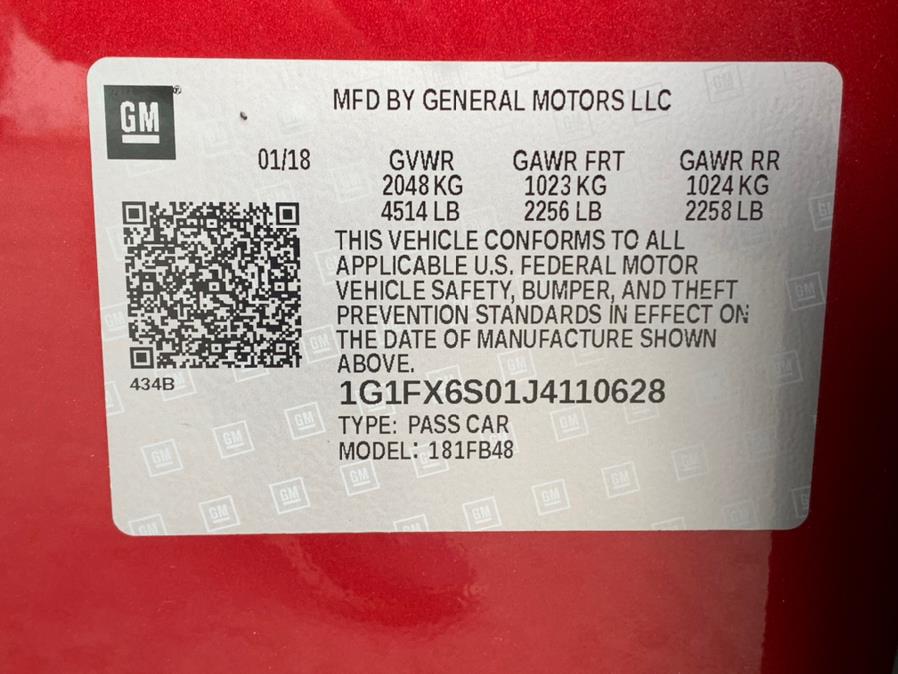 GM
MFD BY GENERAL MOTORS LLC
01/18 GVWR GAWR FRT GAWR RR
2048 KG 1023 KG 1024 KG
4514 LB 2256 LB 2258 LB
THIS VEHICLE CONFORMS TO ALL
APPLICABLE U.S. FEDERAL MOTOR
VEHICLE SAFETY, BUMPER, AND THEFT
PREVENTION STANDARDS IN EFFECT ON
THE DATE OF MANUFACTURE SHOWN
ABOVE.
434B
1G1FX6S01J4110628
TYPE: PASS CAR
MODEL: 181FB48